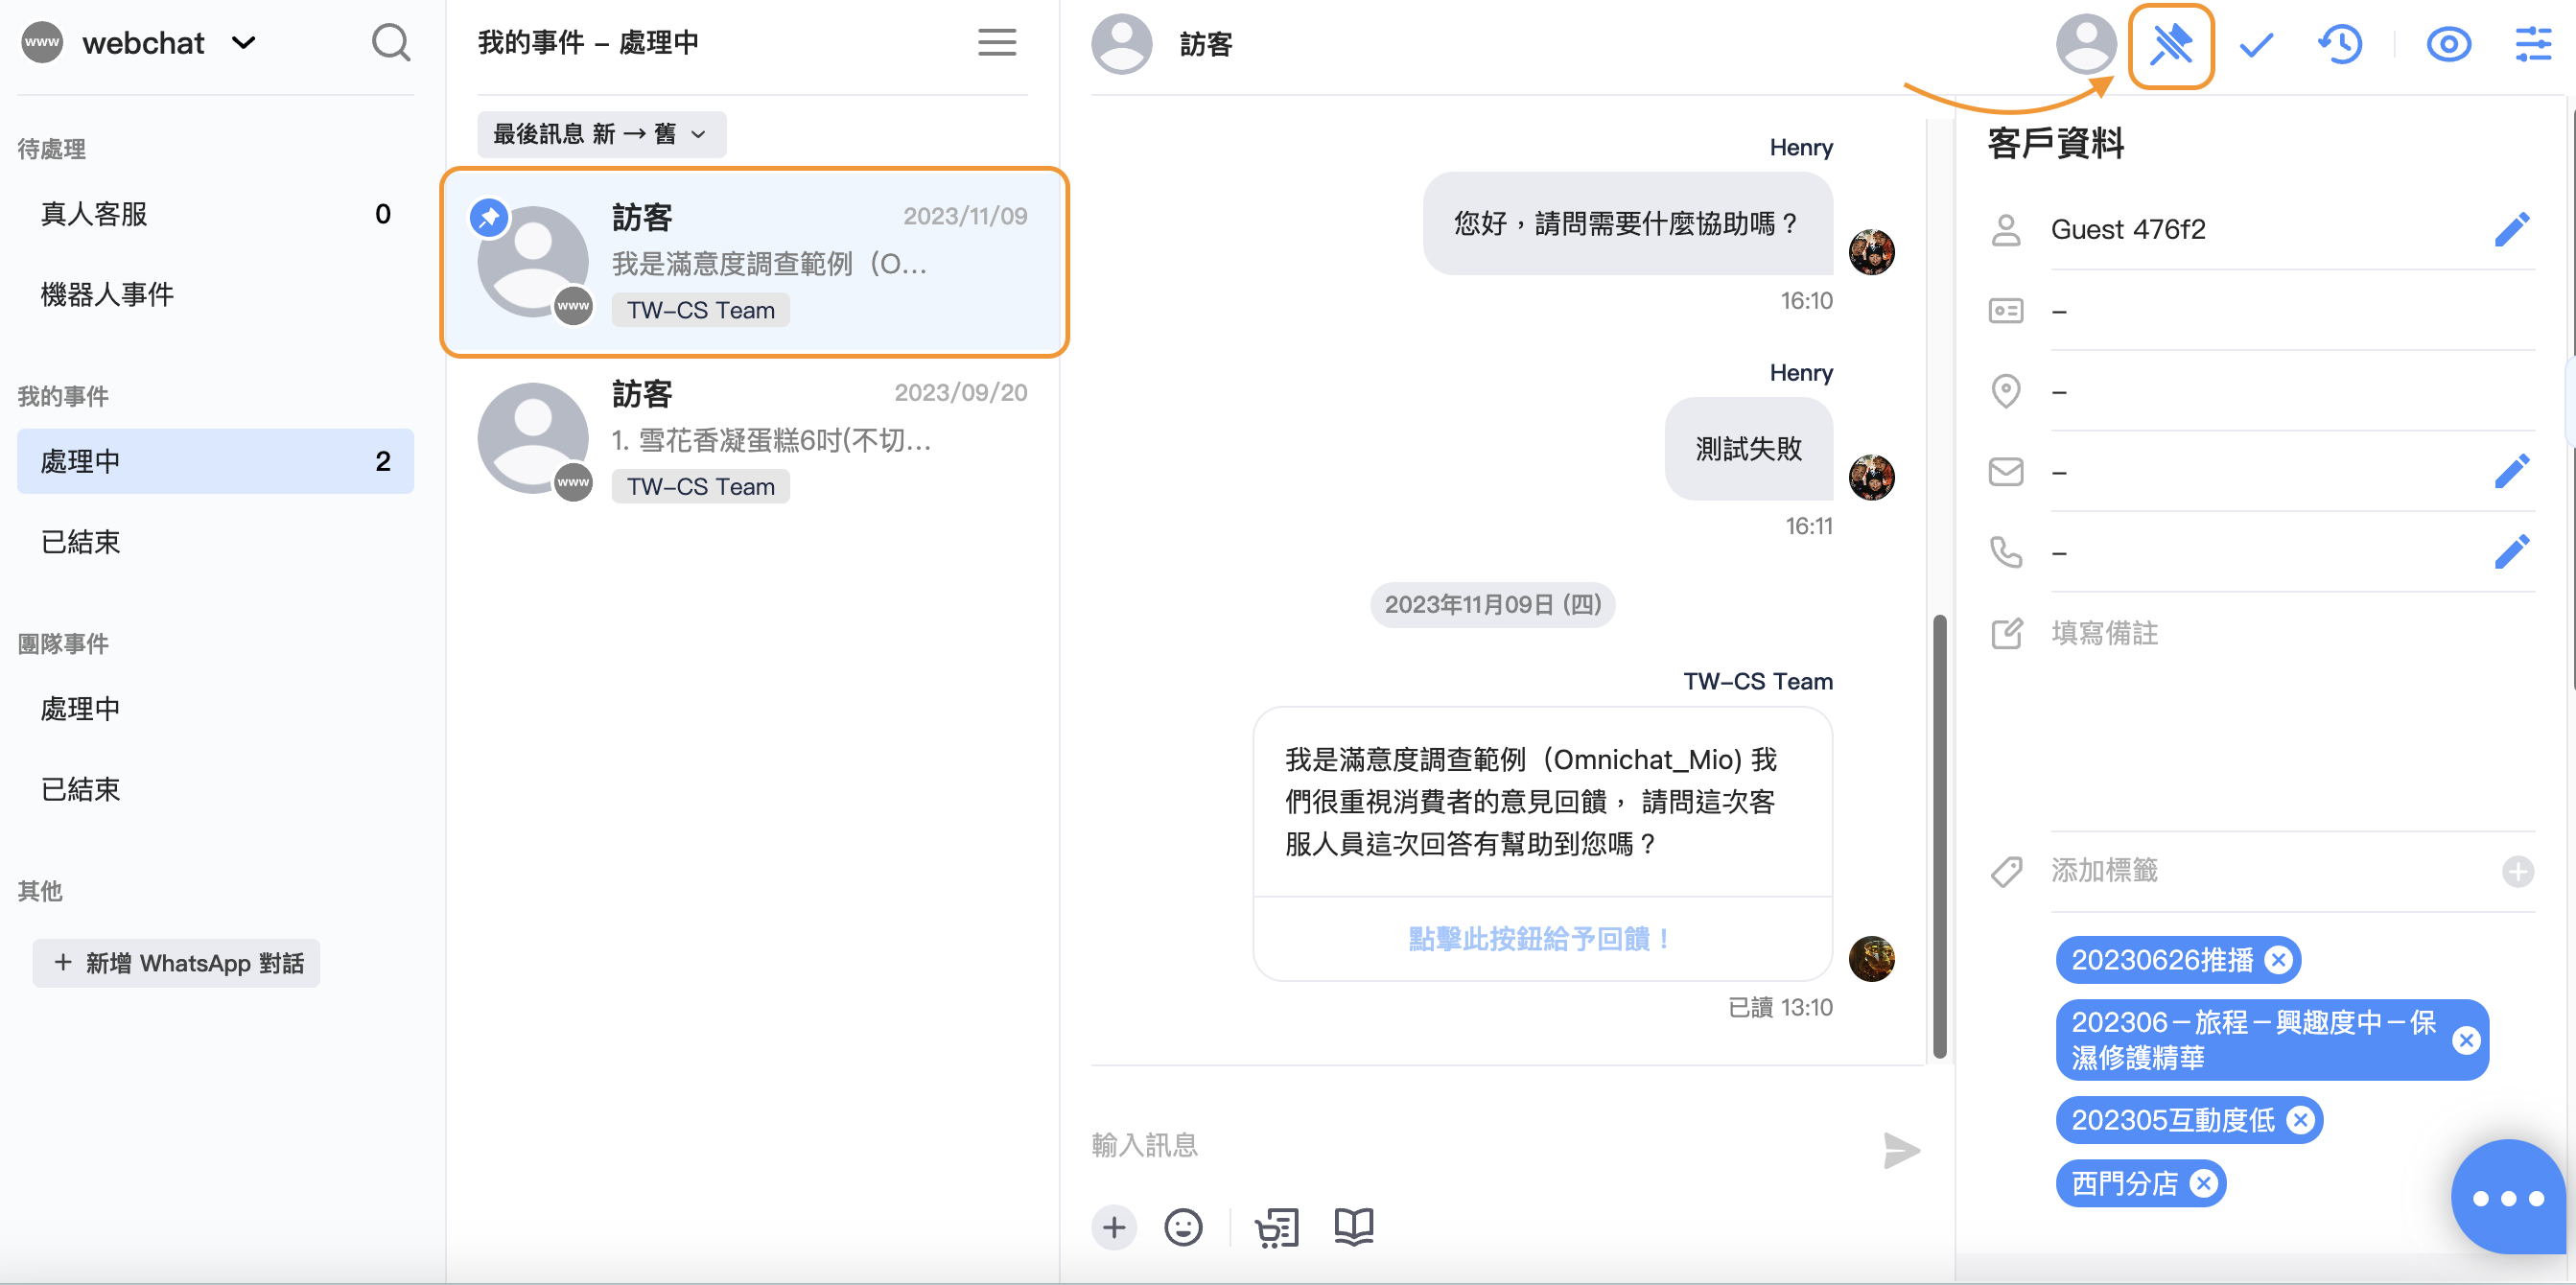 www webchat
待處理
真人客服 0
機器人事件
我的事件
處理中 2
已結束
團隊事件
處理中
已結束
其他
+ 新增 WhatsApp 對話
我的事件 – 處理中
最後訊息 新 → 舊
訪客 2023/11/09
我是滿意度調查範例（O...
www
TW–CS Team
訪客 2023/09/20
1. 雪花香凝蛋糕6吋(不切...
www
TW–CS Team
訪客
Henry
您好，請問需要什麼協助嗎？
16:10
Henry
測試失敗
16:11
2023年11月09日 (四)
TW–CS Team
我是滿意度調查範例（Omnichat_Mio) 我
們很重視消費者的意見回饋， 請問這次客
服人員這次回答有幫助到您嗎？
點擊此按鈕給予回饋！
已讀 13:10
輸入訊息
客戶資料
Guest 476f2
–
–
–
–
填寫備註
添加標籤
20230626推播
202306－旅程－興趣度中－保
濕修護精華
202305互動度低
西門分店